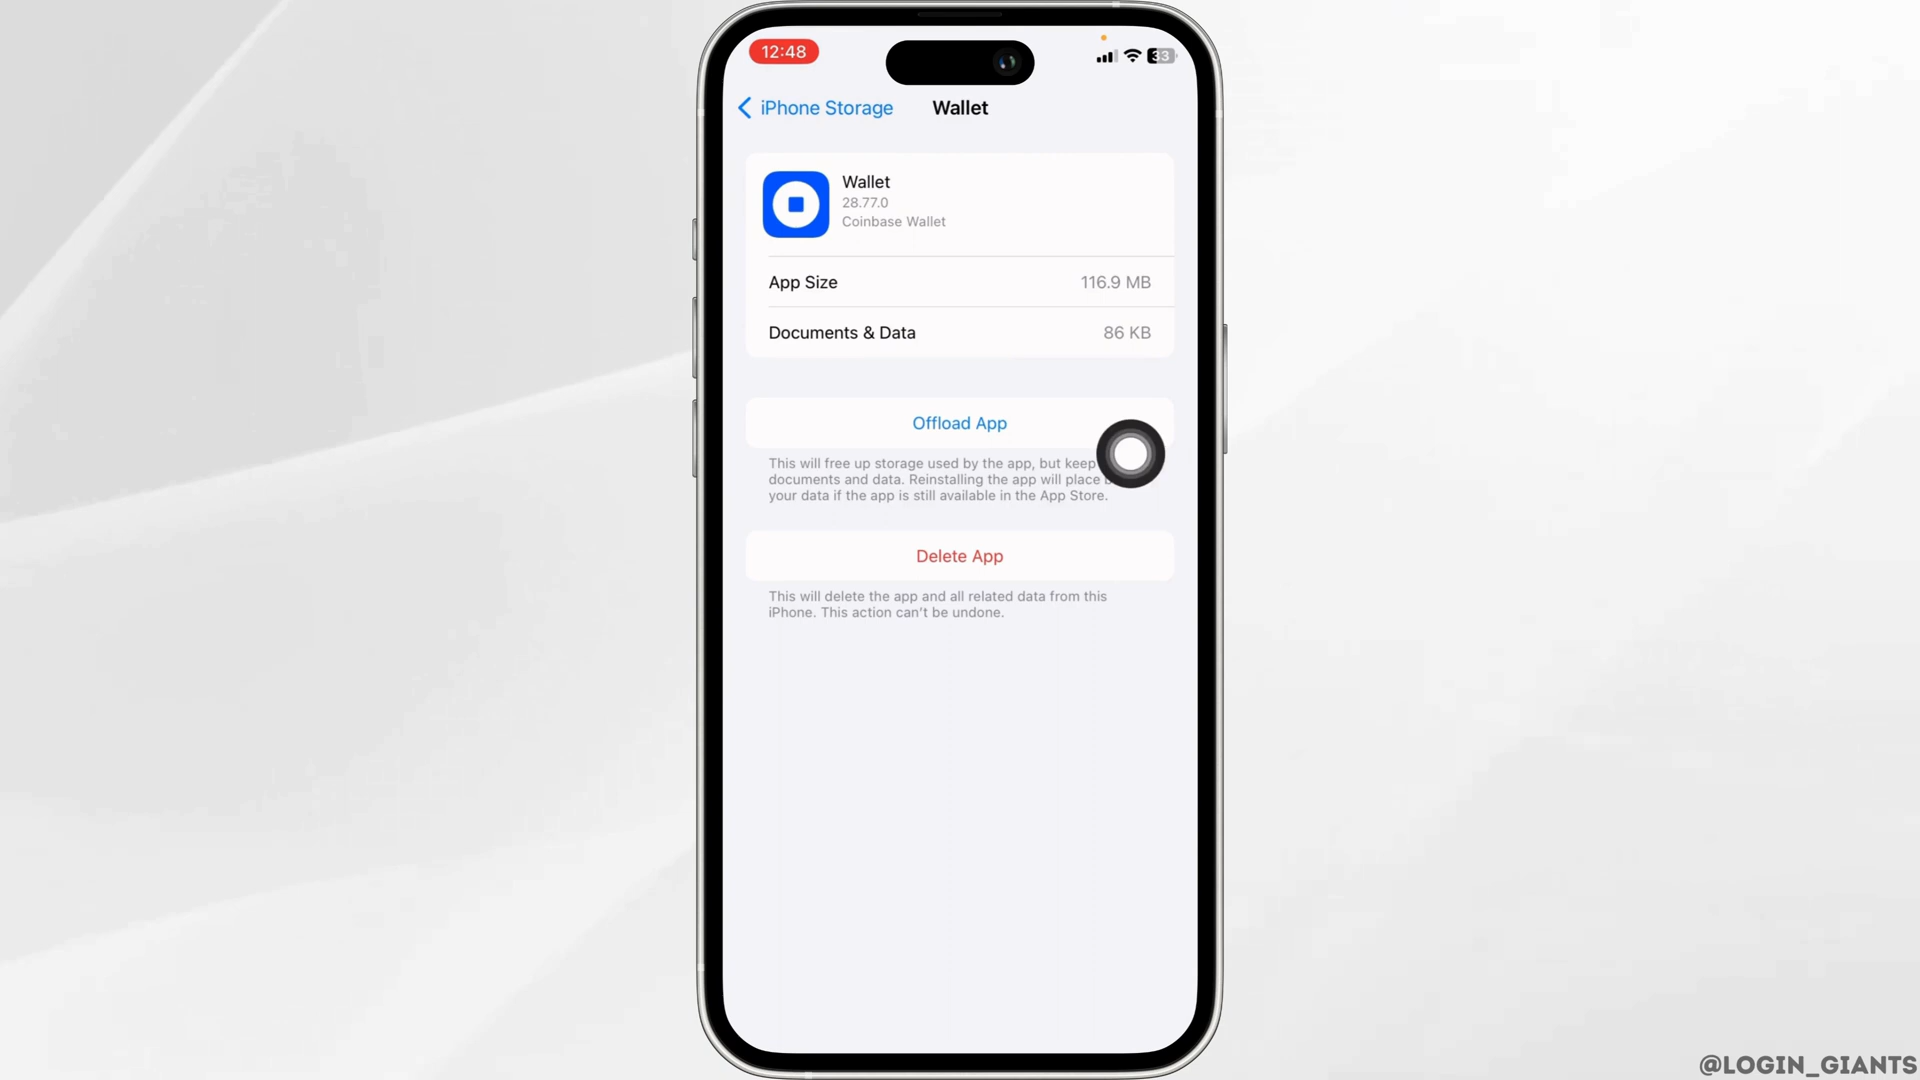 12:48
33
iPhone Storage
Wallet
Wallet
28.77.0
Coinbase Wallet
App Size 116.9 MB
Documents & Data 86 KB
Offload App
This will free up storage used by the app, but keep
documents and data. Reinstalling the app will place
your data if the app is still available in the App Store.
Delete App
This will delete the app and all related data from this
iPhone. This action can't be undone.
@LOGIN_GIANTS